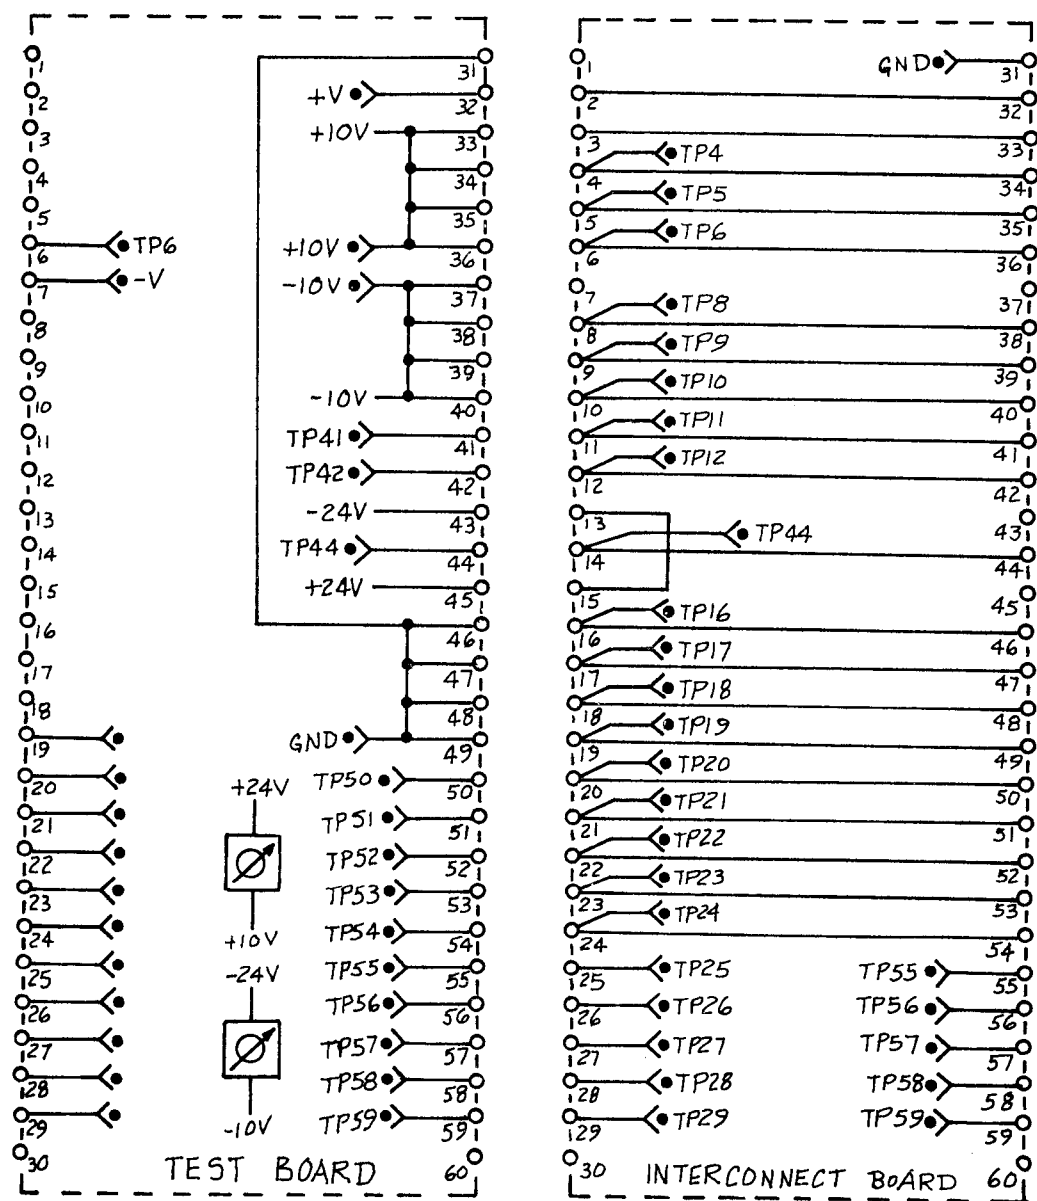 1
2
3
4
5
6 TP6
7 -V
8
9
10
11
12
13
14
15
16
17
18
19
20
21
22
23
24
25
26
27
28
29
30
31
+V 32
+10V 33
34
35
+10V 36
-10V 37
38
39
-10V 40
TP41 41
TP42 42
-24V 43
TP44 44
+24V 45
46
47
48
GND 49
TP50 50
TP51 51
TP52 52
TP53 53
TP54 54
TP55 55
TP56 56
TP57 57
TP58 58
TP59 59
60
+24V
+10V
-24V
-10V
TEST BOARD
1
2
3
4 TP4
5 TP5
6 TP6
7
8 TP8
9 TP9
10 TP10
11 TP11
12 TP12
13
14 TP44
15
16 TP16
17 TP17
18 TP18
19 TP19
20 TP20
21 TP21
22 TP22
23 TP23
24 TP24
25 TP25
26 TP26
27 TP27
28 TP28
29 TP29
30
GND 31
32
33
34
35
36
37
38
39
40
41
42
43
44
45
46
47
48
49
50
51
52
53
54
TP55 55
TP56 56
TP57 57
TP58 58
TP59 59
60
INTERCONNECT BOARD